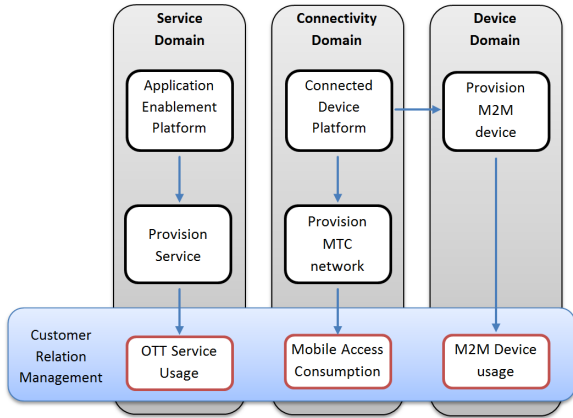 Service
Domain
Connectivity
Domain
Device
Domain
Application
Enablement
Platform
Connected
Device
Platform
Provision
M2M
device
Provision
Service
Provision
MTC
network
Customer
Relation
Management
OTT Service
Usage
Mobile Access
Consumption
M2M Device
usage